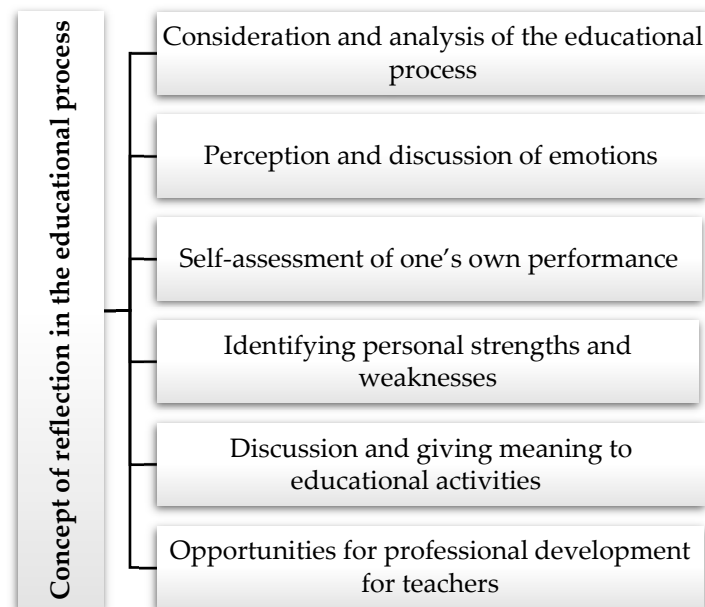 Concept of reflection in the educational process
Consideration and analysis of the educational
process
Perception and discussion of emotions
Self-assessment of one's own performance
Identifying personal strengths and
weaknesses
Discussion and giving meaning to
educational activities
Opportunities for professional development
for teachers